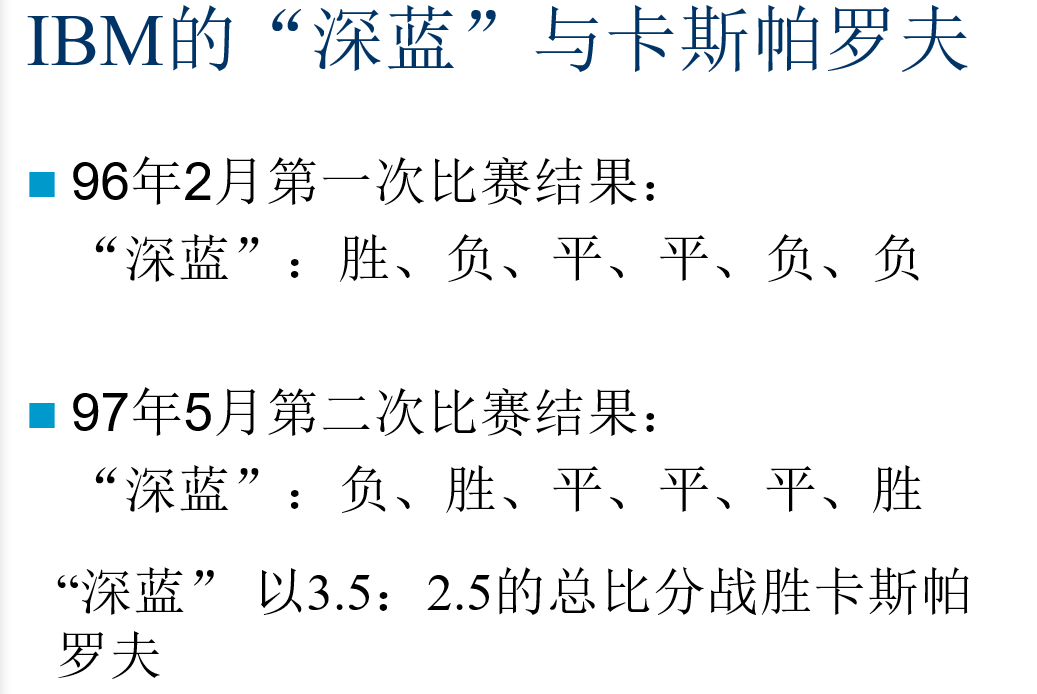 IBM的“深蓝”与卡斯帕罗夫
96年2月第一次比赛结果：
“深蓝”：胜、负、平、平、负、负
97年5月第二次比赛结果：
“深蓝”：负、胜、平、平、平、胜
“深蓝” 以3.5：2.5的总比分战胜卡斯帕
罗夫